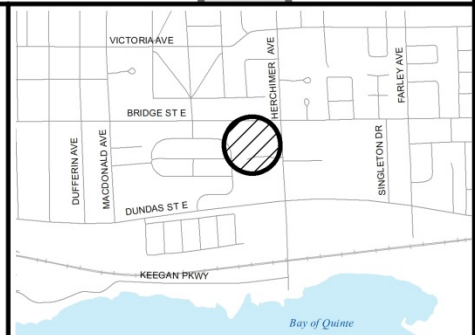 VICTORIA AVE
HERCHIMER AVE
FARLEY AVE
BRIDGE ST E
DUFFERIN AVE
MACDONALD AVE
SINGLETON DR
DUNDAS ST E
KEEGAN PKWY
Bay of Quinte